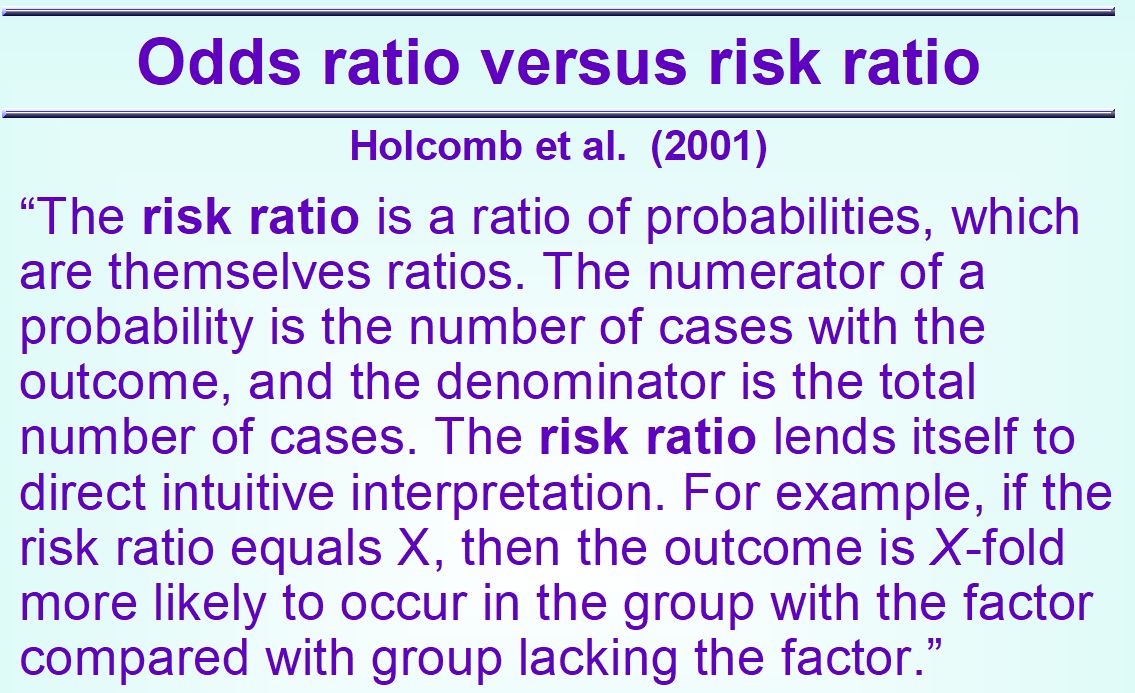 Odds ratio versus risk ratio
Holcomb et al. (2001)
“The risk ratio is a ratio of probabilities, which
are themselves ratios. The numerator of a
probability is the number of cases with the
outcome, and the denominator is the total
number of cases. The risk ratio lends itself to
direct intuitive interpretation. For example, if the
risk ratio equals X, then the outcome is X-fold
more likely to occur in the group with the factor
compared with group lacking the factor.”